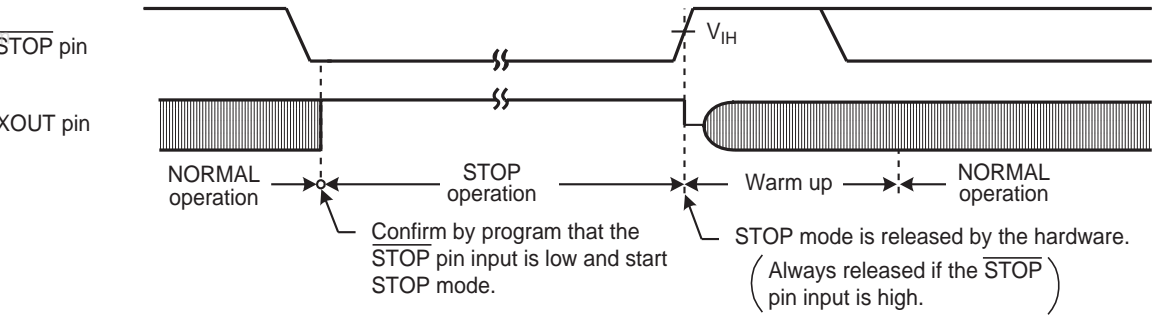 STOP pin
VIH
XOUT pin
NORMAL
operation
STOP
operation
Warm up
NORMAL
operation
Confirm by program that the
STOP pin input is low and start
STOP mode.
STOP mode is released by the hardware.
(Always released if the STOP
pin input is high.)